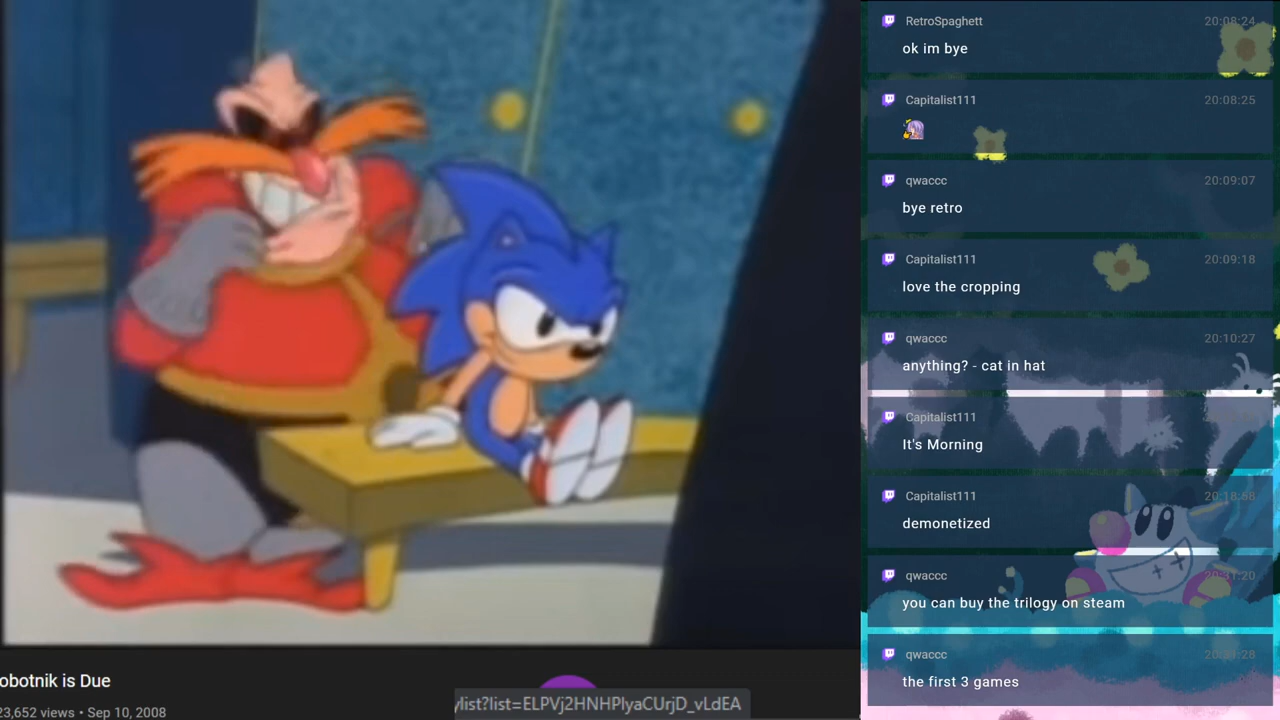 obotnik is Due
23,652 views • Sep 10, 2008
ylist?list=ELPVj2HNHPlyaCUrjD_vLdEA
RetroSpaghett 20:08:24
ok im bye
Capitalist111 20:08:25
qwaccc 20:09:07
bye retro
Capitalist111 20:09:18
love the cropping
qwaccc 20:10:27
anything? - cat in hat
Capitalist111
It's Morning
Capitalist111
demonetized
qwaccc
you can buy the trilogy on steam
qwaccc
the first 3 games